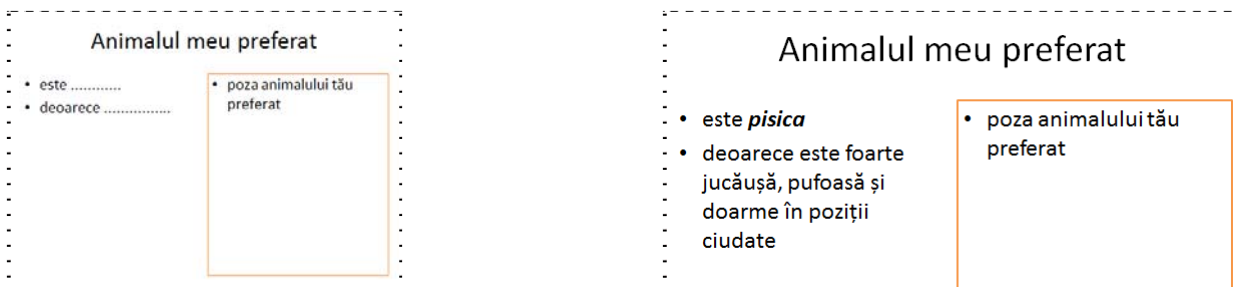 Animalul meu preferat
• este ............
• deoarece ................
• poza animalului tău
preferat
Animalul meu preferat
• este pisica
• deoarece este foarte
jucăușă, pufoasă și
doarme în poziții
ciudate
• poza animalului tău
preferat